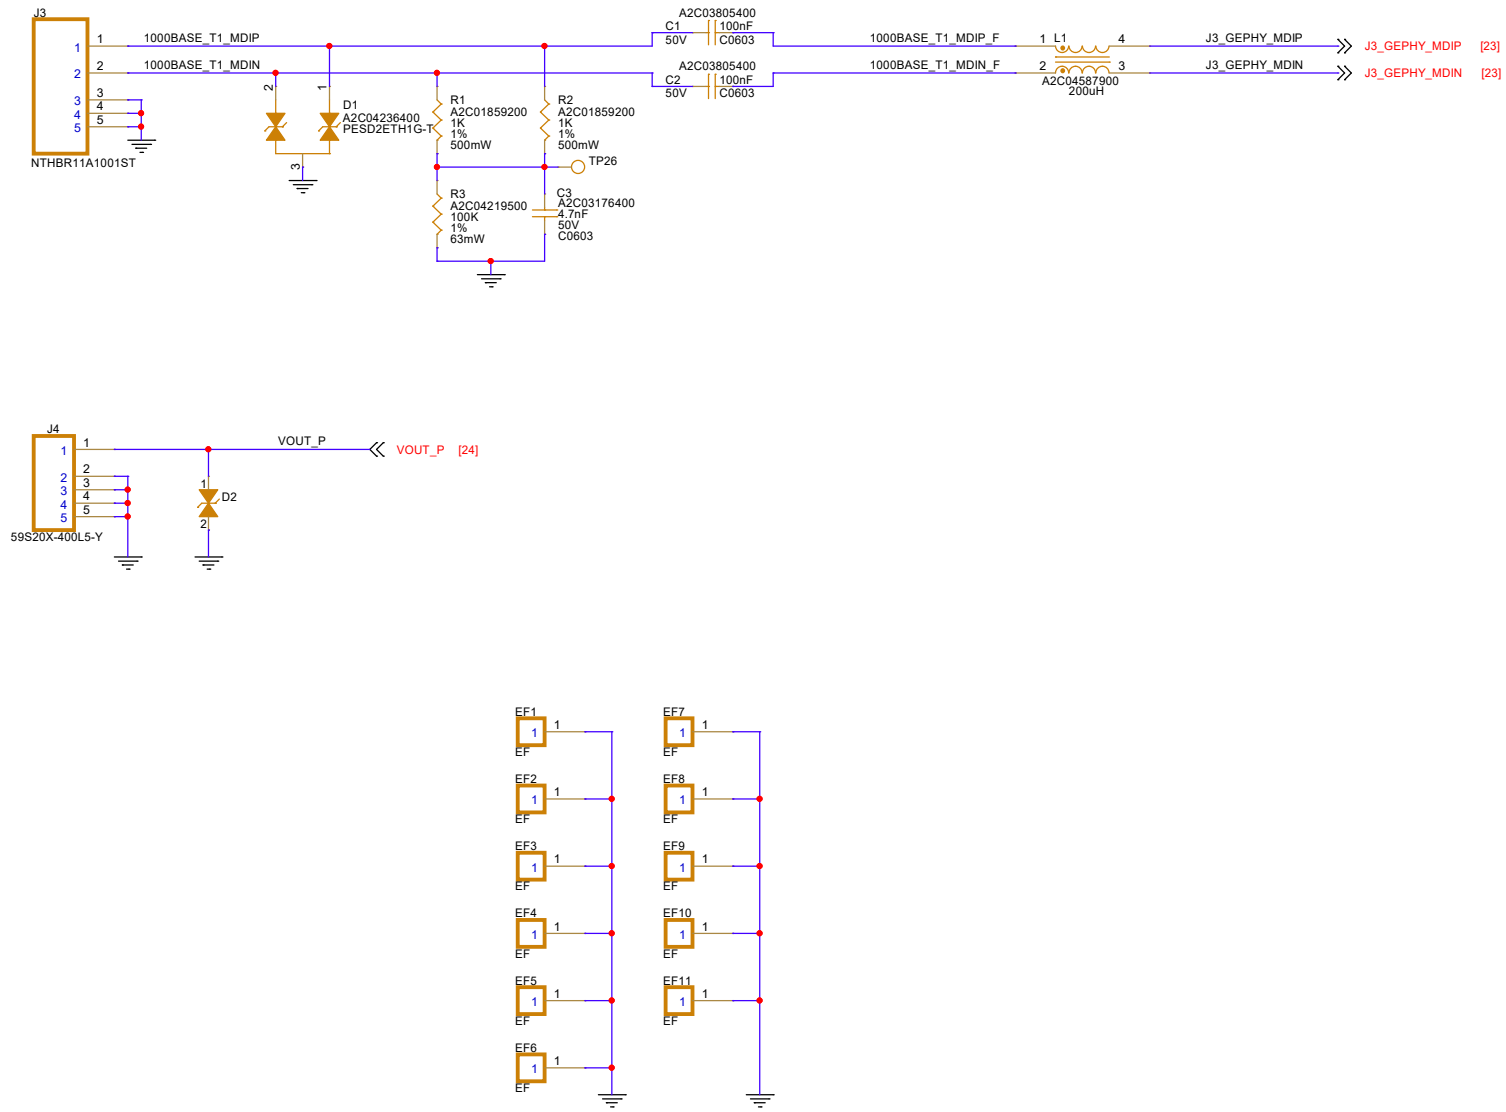 J3
1 1 1000BASE_T1_MDIP
2 2 1000BASE_T1_MDIN
3 3
4 4
5 5
NTHBR11A1001ST
2 1
D1
A2C04236400
PESD2ETH1G-T
3
R1
A2C01859200
1K
1%
500mW
R2
A2C01859200
1K
1%
500mW
TP26
R3
A2C04219500
100K
1%
63mW
C3
A2C03176400
4.7nF
50V
C0603
A2C03805400
C1 100nF
50V C0603
A2C03805400
C2 100nF
50V C0603
1000BASE_T1_MDIP_F 1 L1 4 J3_GEPHY_MDIP J3_GEPHY_MDIP [23]
1000BASE_T1_MDIN_F 2 3 J3_GEPHY_MDIN J3_GEPHY_MDIN [23]
A2C04587900
200uH
J4
1 1 VOUT_P VOUT_P [24]
2 2
3 3
4 4
5 5
59S20X-400L5-Y
1
D2
2
EF1
1 1
EF
EF2
1 1
EF
EF3
1 1
EF
EF4
1 1
EF
EF5
1 1
EF
EF6
1 1
EF
EF7
1 1
EF
EF8
1 1
EF
EF9
1 1
EF
EF10
1 1
EF
EF11
1 1
EF